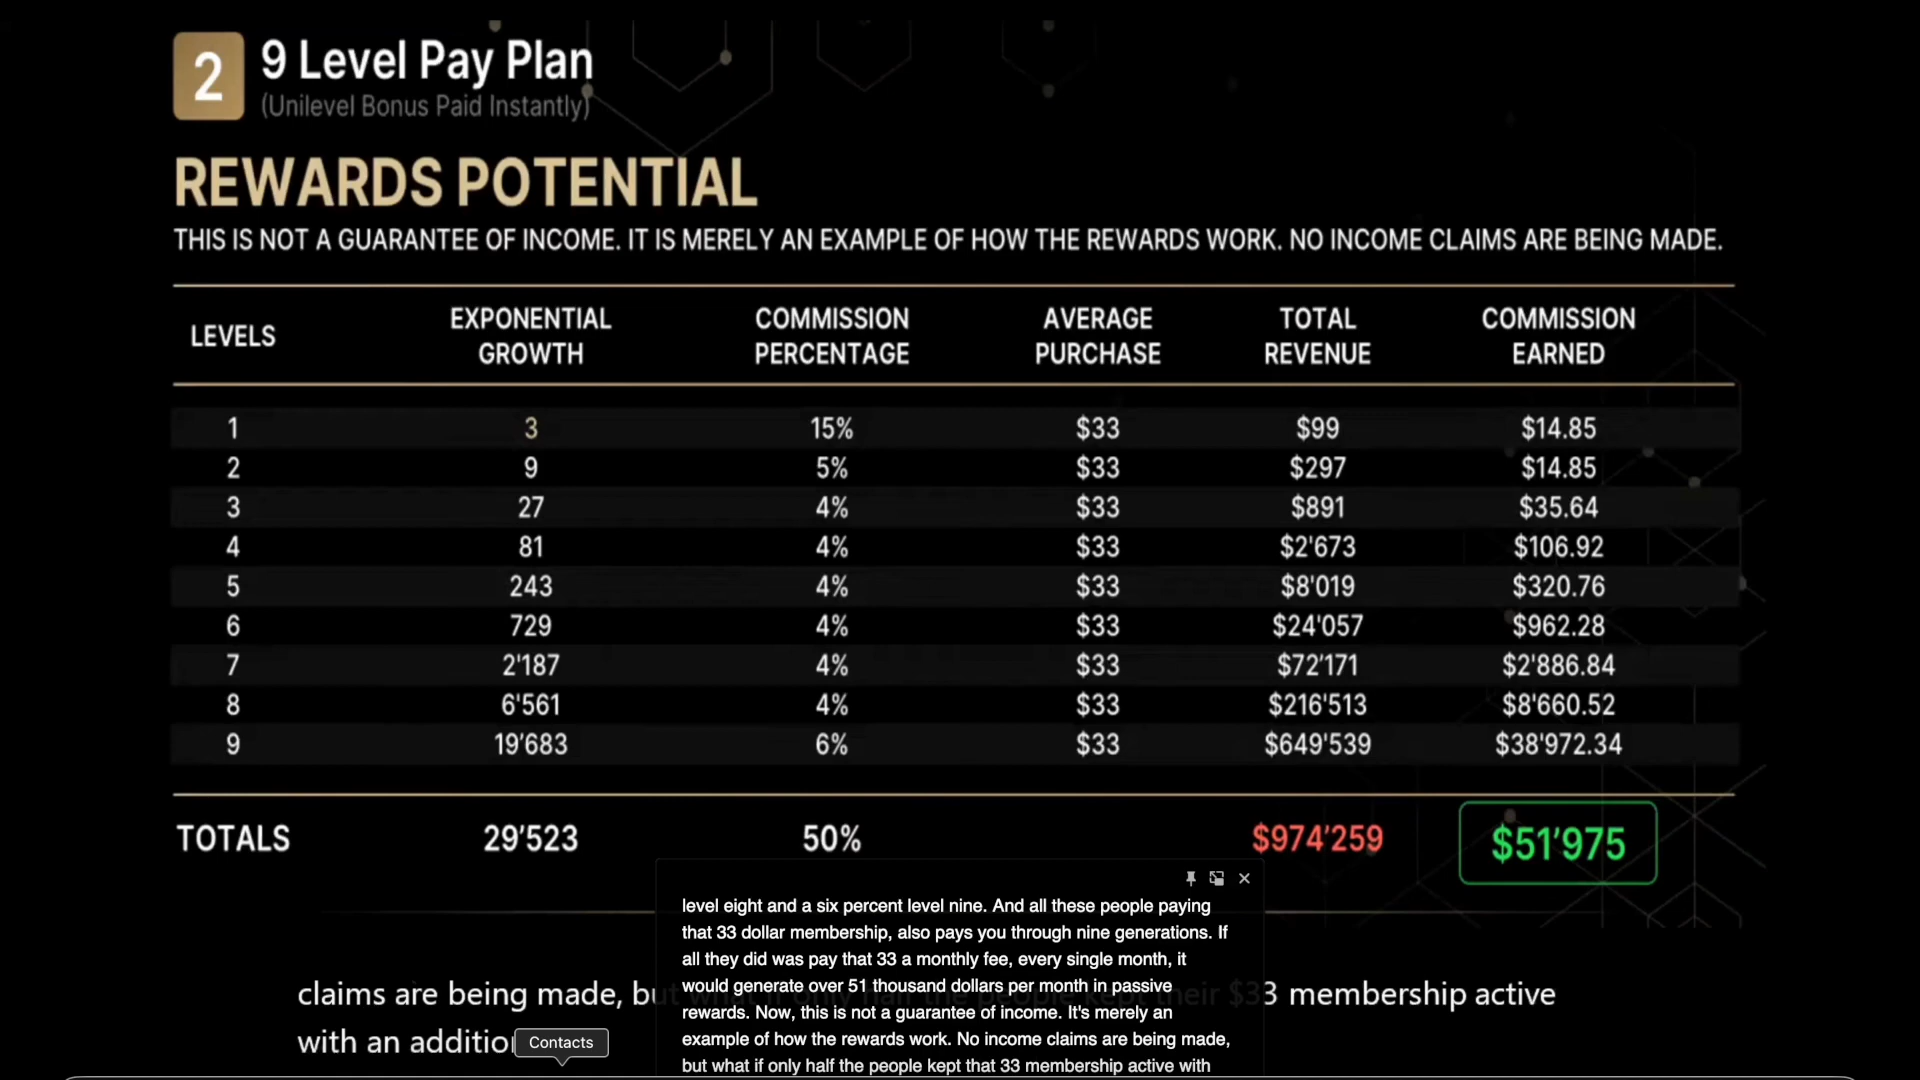 2
9 Level Pay Plan
(Unilevel Bonus Paid Instantly)
REWARDS POTENTIAL
THIS IS NOT A GUARANTEE OF INCOME. IT IS MERELY AN EXAMPLE OF HOW THE REWARDS WORK. NO INCOME CLAIMS ARE BEING MADE.
LEVELS EXPONENTIAL GROWTH COMMISSION PERCENTAGE AVERAGE PURCHASE TOTAL REVENUE COMMISSION EARNED
1 3 15% $33 $99 $14.85
2 9 5% $33 $297 $14.85
3 27 4% $33 $891 $35.64
4 81 4% $33 $2'673 $106.92
5 243 4% $33 $8'019 $320.76
6 729 4% $33 $24'057 $962.28
7 2'187 4% $33 $72'171 $2'886.84
8 6'561 4% $33 $216'513 $8'660.52
9 19'683 6% $33 $649'539 $38'972.34
TOTALS 29'523 50% $974'259 $51'975
level eight and a six percent level nine. And all these people paying
that 33 dollar membership, also pays you through nine generations. If
all they did was pay that 33 a monthly fee, every single month, it
would generate over 51 thousand dollars per month in passive
rewards. Now, this is not a guarantee of income. It's merely an
example of how the rewards work. No income claims are being made,
but what if only half the people kept that 33 membership active with
claims are being made, but what if only half the people kept their $33 membership active
with an
Contacts